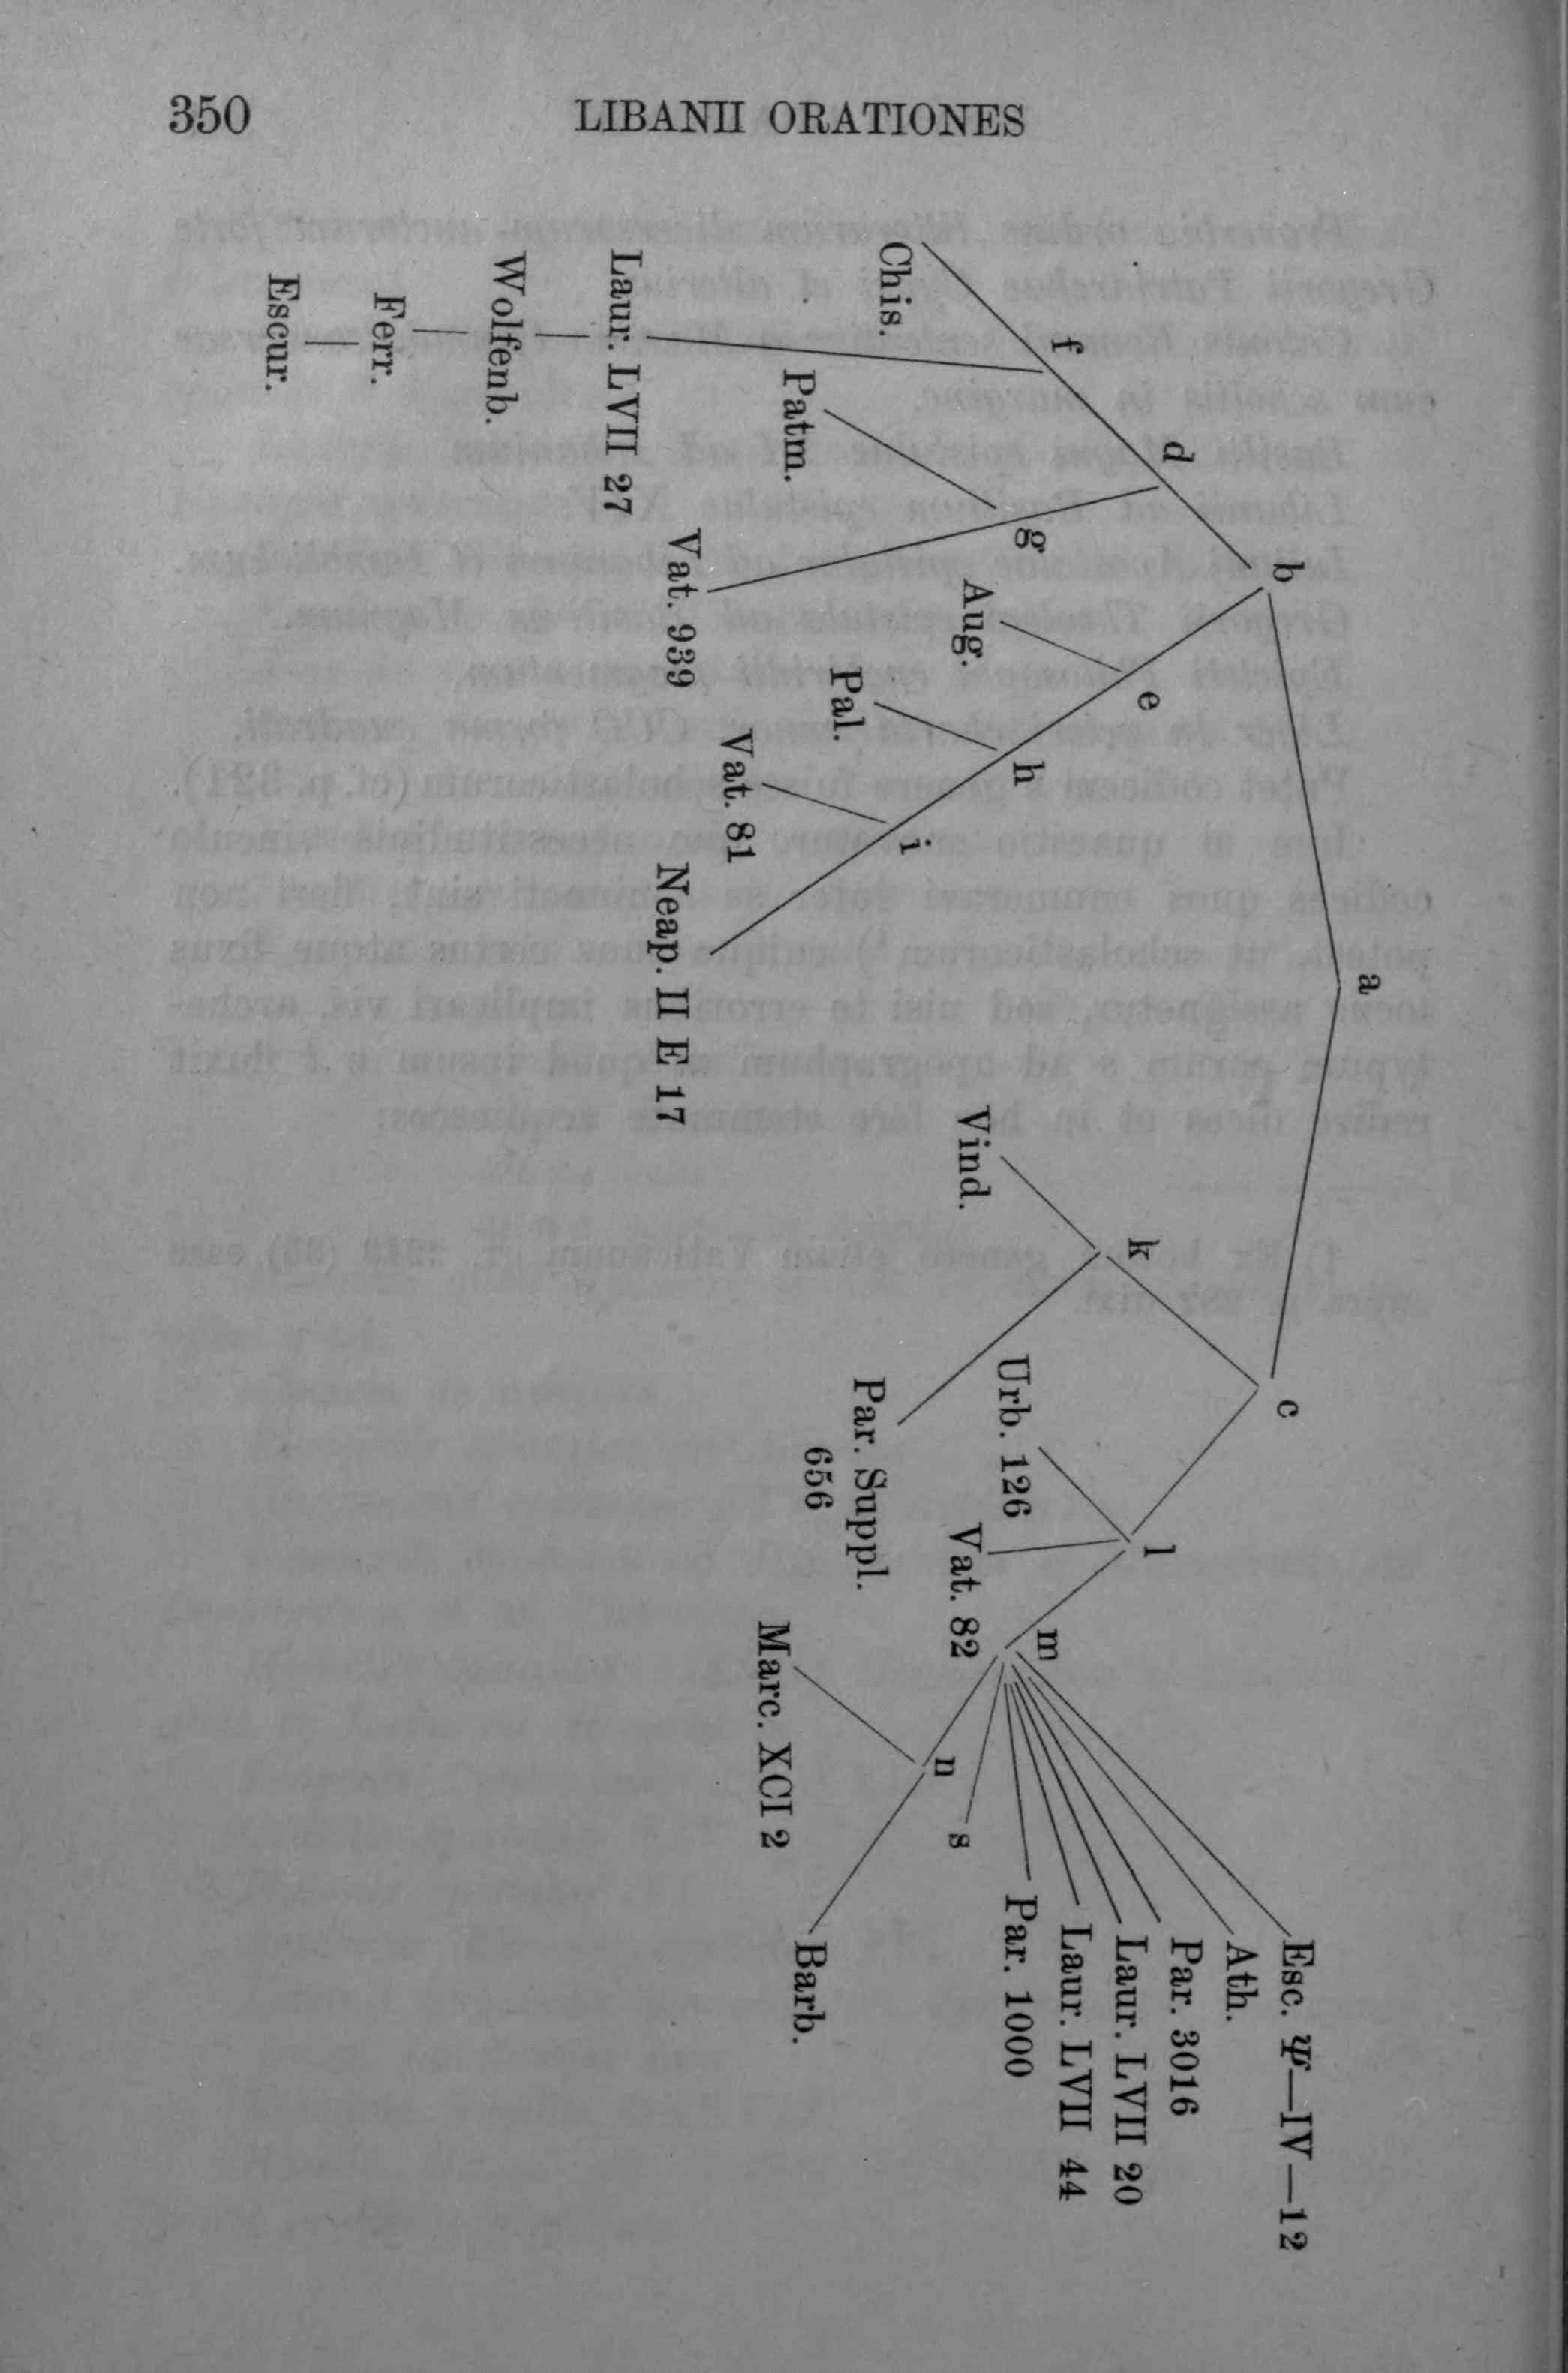 350
LIBANII ORATIONES
a
b
c
d
e
k
l
f
g
h
i
m
n
s
Chis.
Patm.
Aug.
Pal.
Vat. 81
Vat. 939
Neap. II E 17
Laur. LVII 27
Wolfenb.
Ferr.
Escur.
Vind.
Par. Suppl.
656
Urb. 126
Vat. 82
Marc. XCI 2
Barb.
Esc. Ψ—IV—12
Ath.
Par. 3016
Laur. LVII 20
Laur. LVII 44
Par. 1000